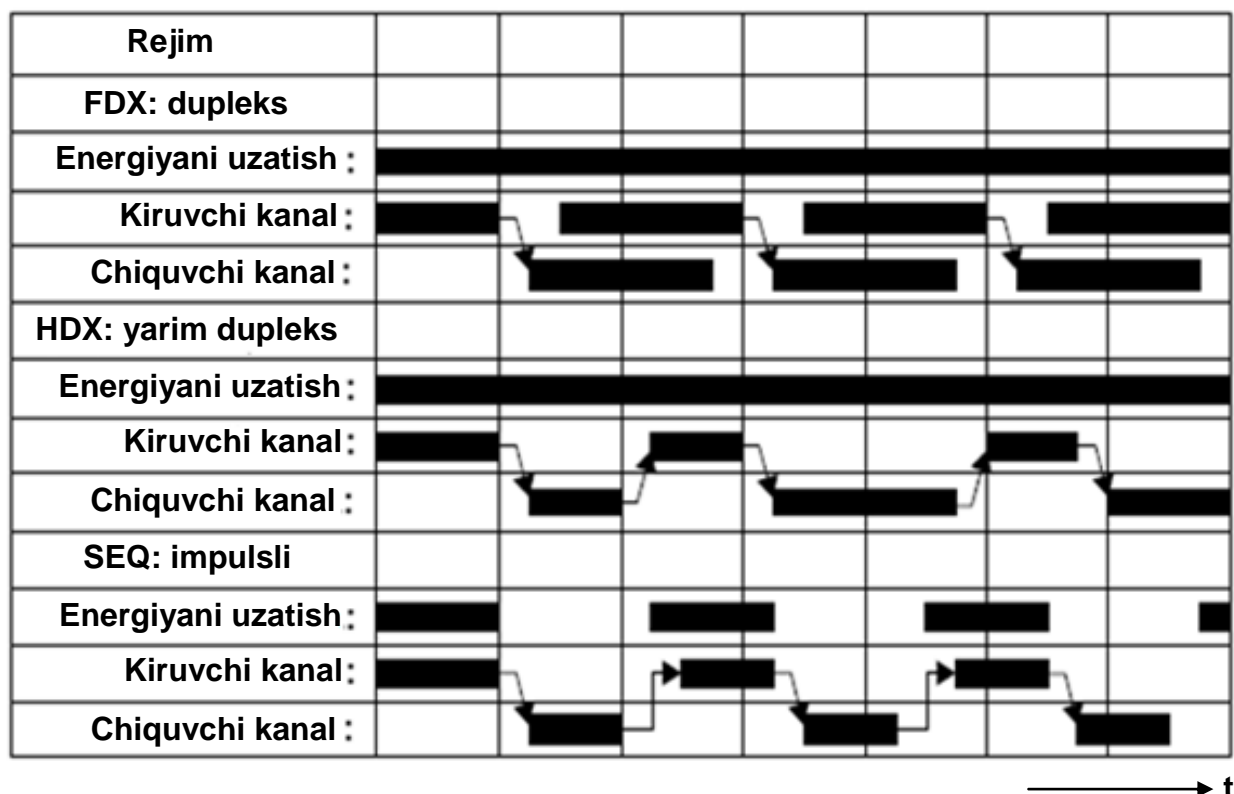 Rejim
FDX: dupleks
Energiyani uzatish :
Kiruvchi kanal :
Chiquvchi kanal :
HDX: yarim dupleks
Energiyani uzatish :
Kiruvchi kanal :
Chiquvchi kanal :
SEQ: impulsli
Energiyani uzatish :
Kiruvchi kanal :
Chiquvchi kanal :
t